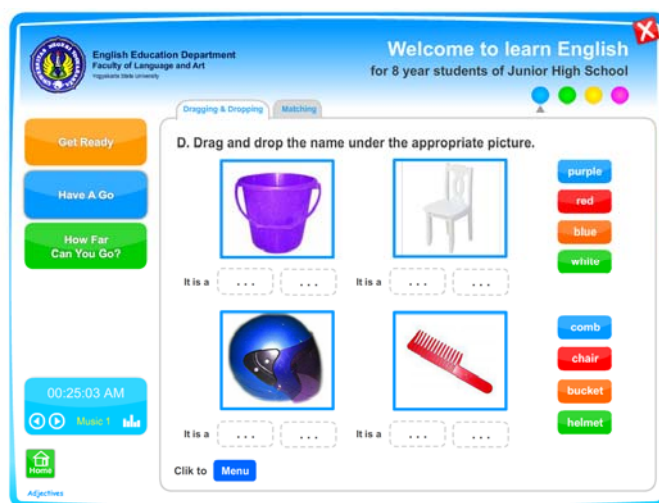 English Education Department
Faculty of Language and Art
Yogyakarta State University
Welcome to learn English
for 8 year students of Junior High School
Dragging & Dropping
Matching
Get Ready
Have A Go
How Far
Can You Go?
D. Drag and drop the name under the appropriate picture.
purple
red
blue
white
It is a ... ...
It is a ... ...
comb
chair
bucket
helmet
It is a ... ...
It is a ... ...
00:25:03 AM
Music 1
Home
Clik to Menu
Adjectives